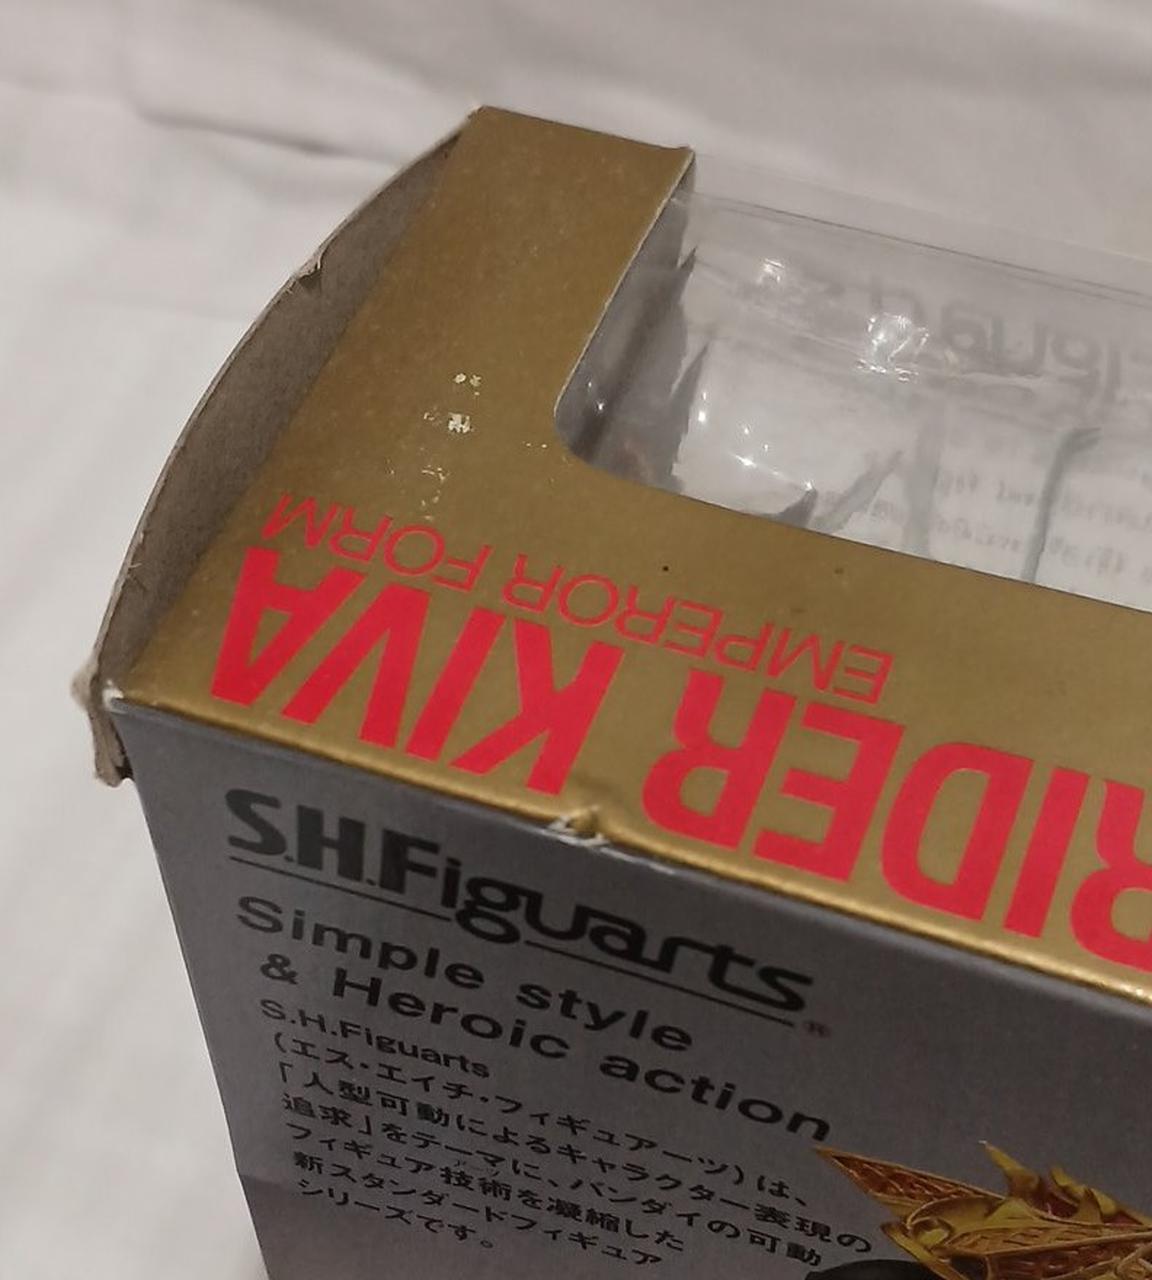 RIDER KIVA
EMPEROR FORM
S.H.Figuarts®
Simple style
& Heroic action
S.H.Figuarts
(エス・エイチ・フィギュアーツ)は、
「人型可動によるキャラクター表現の
追求」をテーマに、バンダイの可動
フィギュア技術を凝縮した
新スタンダードフィギュア
シリーズです。